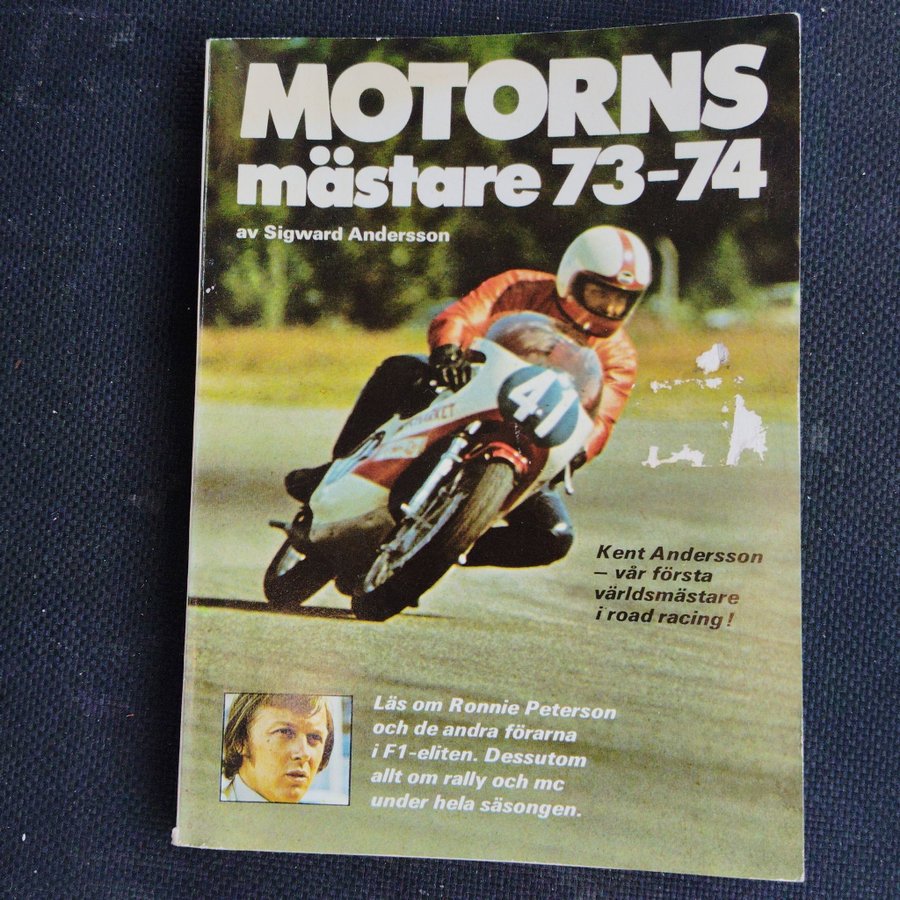 MOTORNS
mästare 73-74
av Sigward Andersson
41
Kent Andersson
– vår första
världsmästare
i road racing!
Läs om Ronnie Peterson
och de andra förarna
i F1-eliten. Dessutom
allt om rally och mc
under hela säsongen.